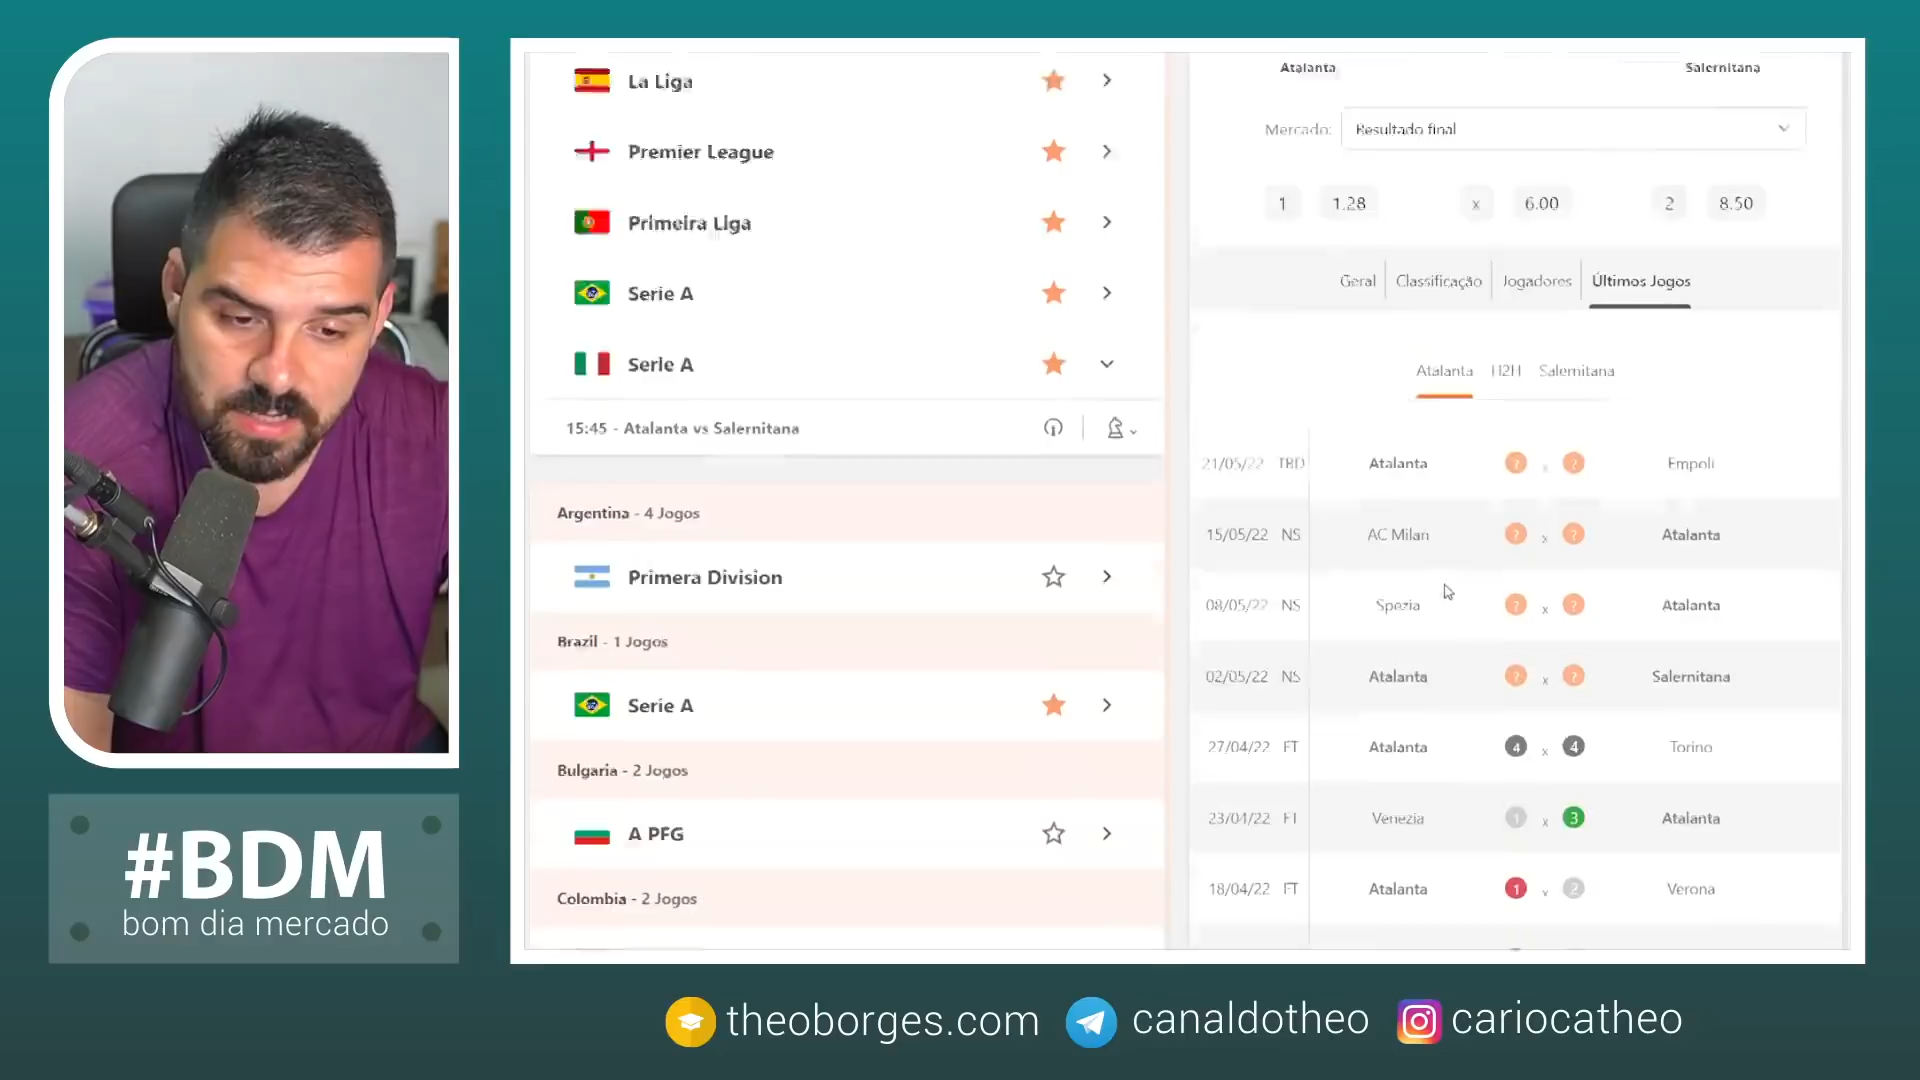 La Liga
Premier League
Primeira Liga
Serie A
Serie A
15:45 - Atalanta vs Salernitana
Argentina - 4 Jogos
Primera Division
Brazil - 1 Jogos
Serie A
Bulgaria - 2 Jogos
A PFG
Colombia - 2 Jogos
Atalanta Salernitana
Mercado: Resultado final
1 1.28 x 6.00 2 8.50
Geral Classificação Jogadores Últimos Jogos
Atalanta H2H Salernitana
21/05/22 TBD Atalanta ? x ? Empoli
15/05/22 NS AC Milan ? x ? Atalanta
08/05/22 NS Spezia ? x ? Atalanta
02/05/22 NS Atalanta ? x ? Salernitana
27/04/22 FT Atalanta 4 x 4 Torino
23/04/22 FT Venezia 1 x 3 Atalanta
18/04/22 FT Atalanta 1 x 2 Verona
#BDM
bom dia mercado
theoborges.com canaldotheo cariocatheo